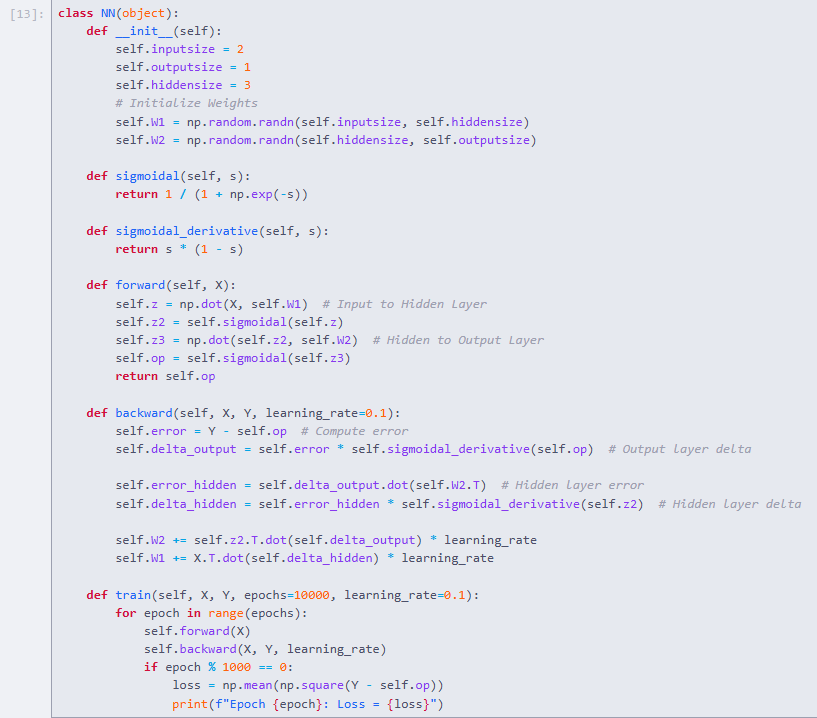 [13]: class NN(object):
    def __init__(self):
        self.inputsize = 2
        self.outputsize = 1
        self.hiddensize = 3
        # Initialize Weights
        self.W1 = np.random.randn(self.inputsize, self.hiddensize)
        self.W2 = np.random.randn(self.hiddensize, self.outputsize)

    def sigmoidal(self, s):
        return 1 / (1 + np.exp(-s))

    def sigmoidal_derivative(self, s):
        return s * (1 - s)

    def forward(self, X):
        self.z = np.dot(X, self.W1)  # Input to Hidden Layer
        self.z2 = self.sigmoidal(self.z)
        self.z3 = np.dot(self.z2, self.W2)  # Hidden to Output Layer
        self.op = self.sigmoidal(self.z3)
        return self.op

    def backward(self, X, Y, learning_rate=0.1):
        self.error = Y - self.op  # Compute error
        self.delta_output = self.error * self.sigmoidal_derivative(self.op)  # Output layer delta

        self.error_hidden = self.delta_output.dot(self.W2.T)  # Hidden layer error
        self.delta_hidden = self.error_hidden * self.sigmoidal_derivative(self.z2)  # Hidden layer delta

        self.W2 += self.z2.T.dot(self.delta_output) * learning_rate
        self.W1 += X.T.dot(self.delta_hidden) * learning_rate

    def train(self, X, Y, epochs=10000, learning_rate=0.1):
        for epoch in range(epochs):
            self.forward(X)
            self.backward(X, Y, learning_rate)
            if epoch % 1000 == 0:
                loss = np.mean(np.square(Y - self.op))
                print(f"Epoch {epoch}: Loss = {loss}")